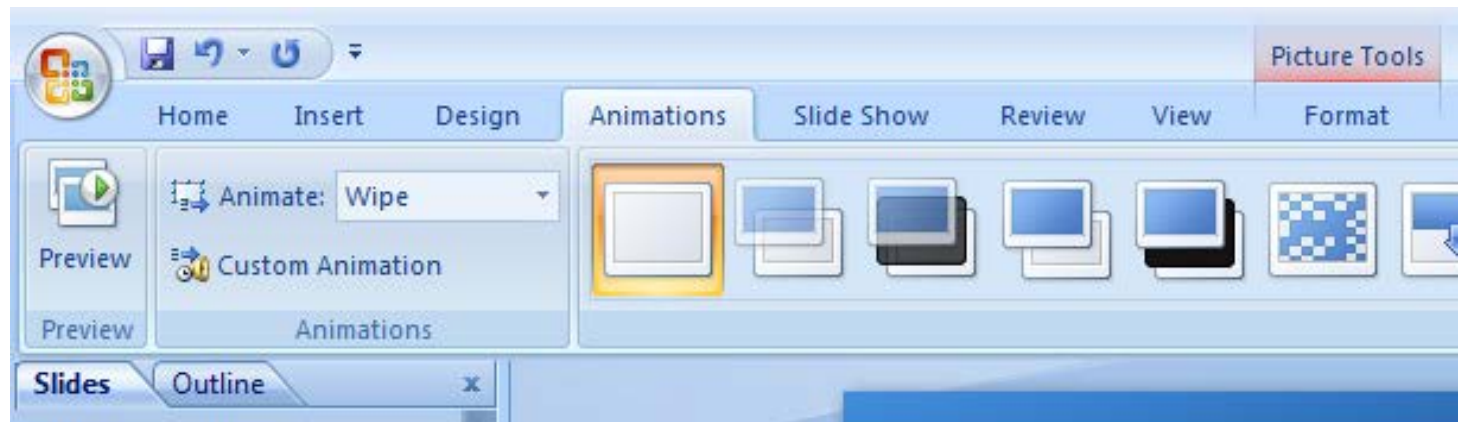 Picture Tools
Home Insert Design Animations Slide Show Review View Format
Animate: Wipe
Preview Custom Animation
Preview Animations
Slides Outline x